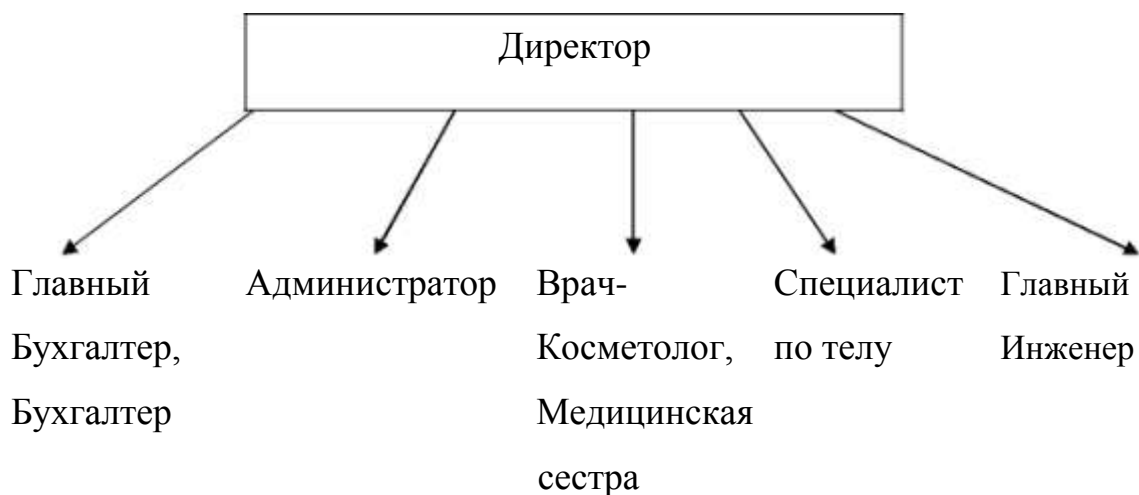 Директор
Главный
Бухгалтер,
Бухгалтер
Администратор
Врач-
Косметолог,
Медицинская
сестра
Специалист
по телу
Главный
Инженер